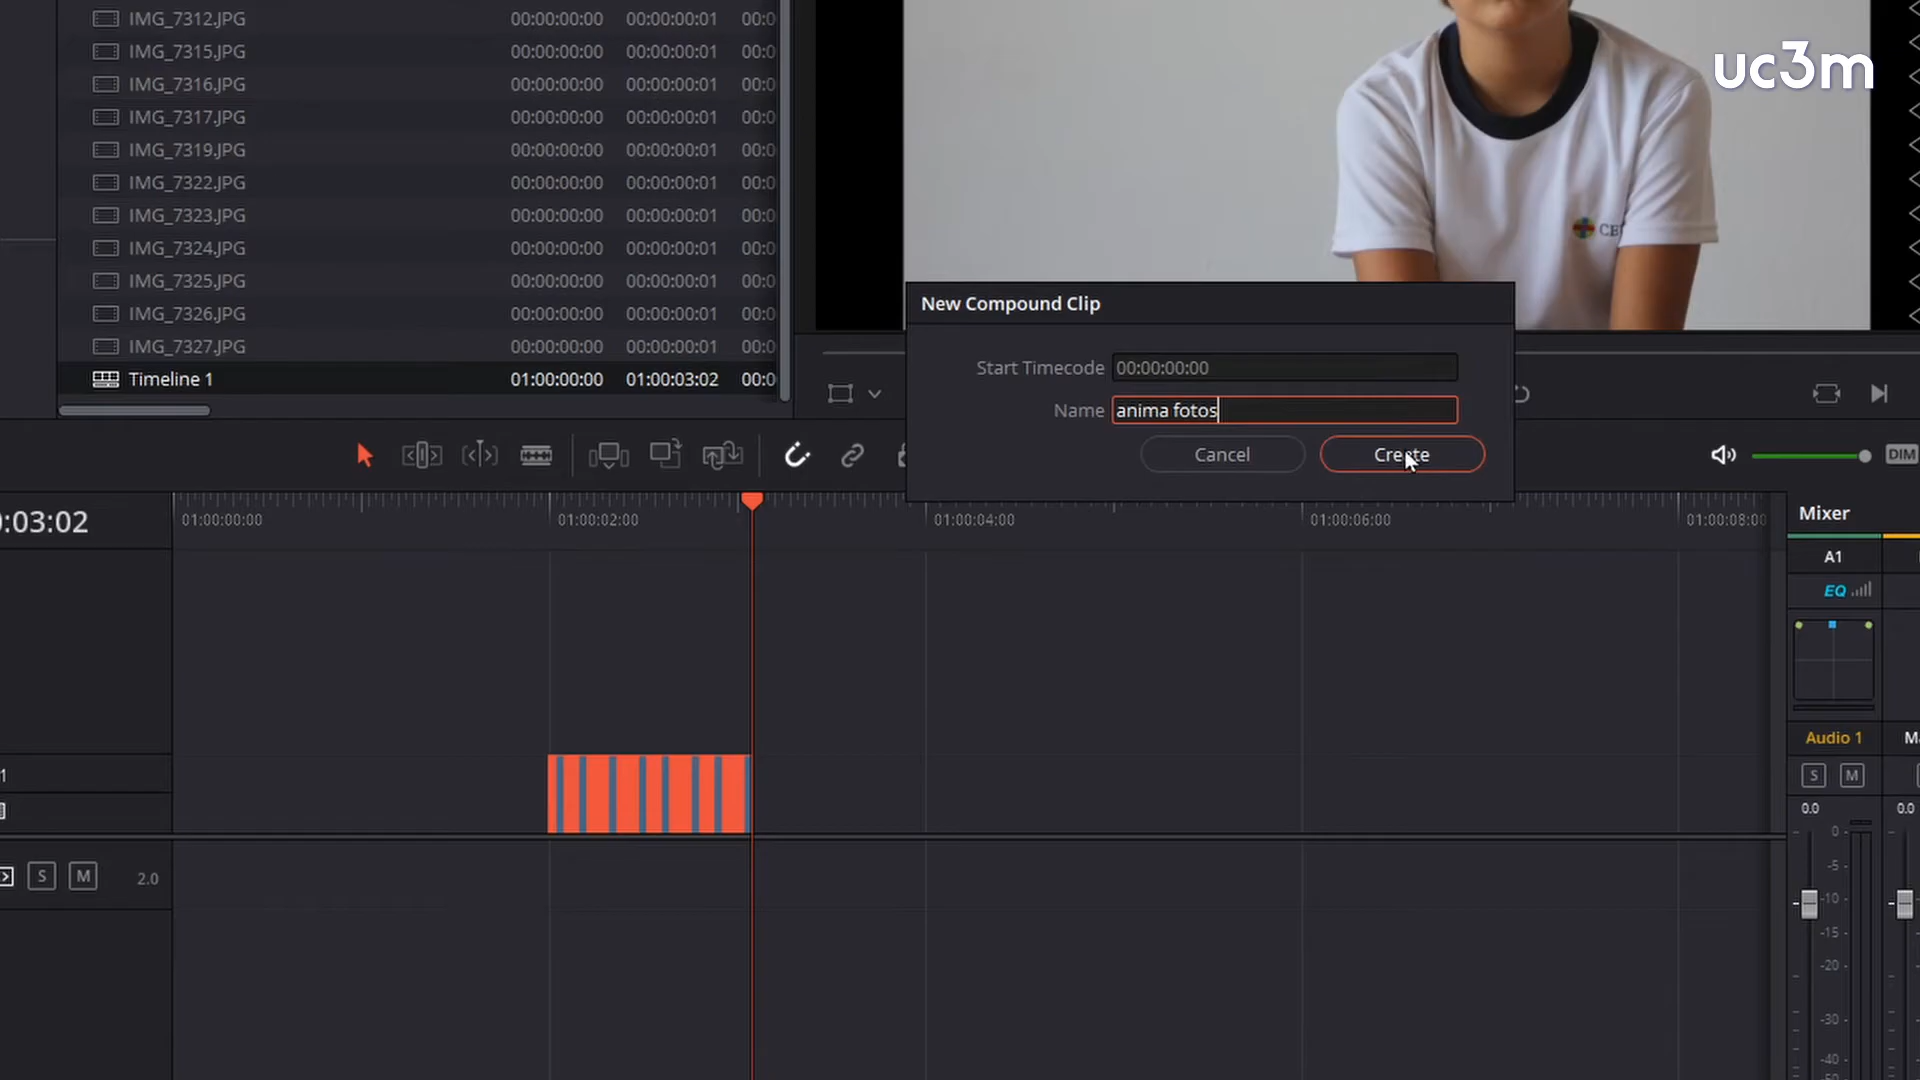 IMG_7312.JPG 00:00:00:00 00:00:00:01 00:0
IMG_7315.JPG 00:00:00:00 00:00:00:01 00:0
IMG_7316.JPG 00:00:00:00 00:00:00:01 00:0
IMG_7317.JPG 00:00:00:00 00:00:00:01 00:0
IMG_7319.JPG 00:00:00:00 00:00:00:01 00:0
IMG_7322.JPG 00:00:00:00 00:00:00:01 00:0
IMG_7323.JPG 00:00:00:00 00:00:00:01 00:0
IMG_7324.JPG 00:00:00:00 00:00:00:01 00:0
IMG_7325.JPG 00:00:00:00 00:00:00:01 00:0
IMG_7326.JPG 00:00:00:00 00:00:00:01 00:0
IMG_7327.JPG 00:00:00:00 00:00:00:01 00:0
Timeline 1 01:00:00:00 01:00:03:02 00:0
uc3m
New Compound Clip
Start Timecode 00:00:00:00
Name anima fotos
Cancel Create
DIM
:03:02
01:00:00:00 01:00:02:00 01:00:04:00 01:00:06:00 01:00:08:00
Mixer
A1
EQ
Audio 1
S M
0.0 0.0
0
-5
-10
-15
-20
-30
-40
1
S M 2.0